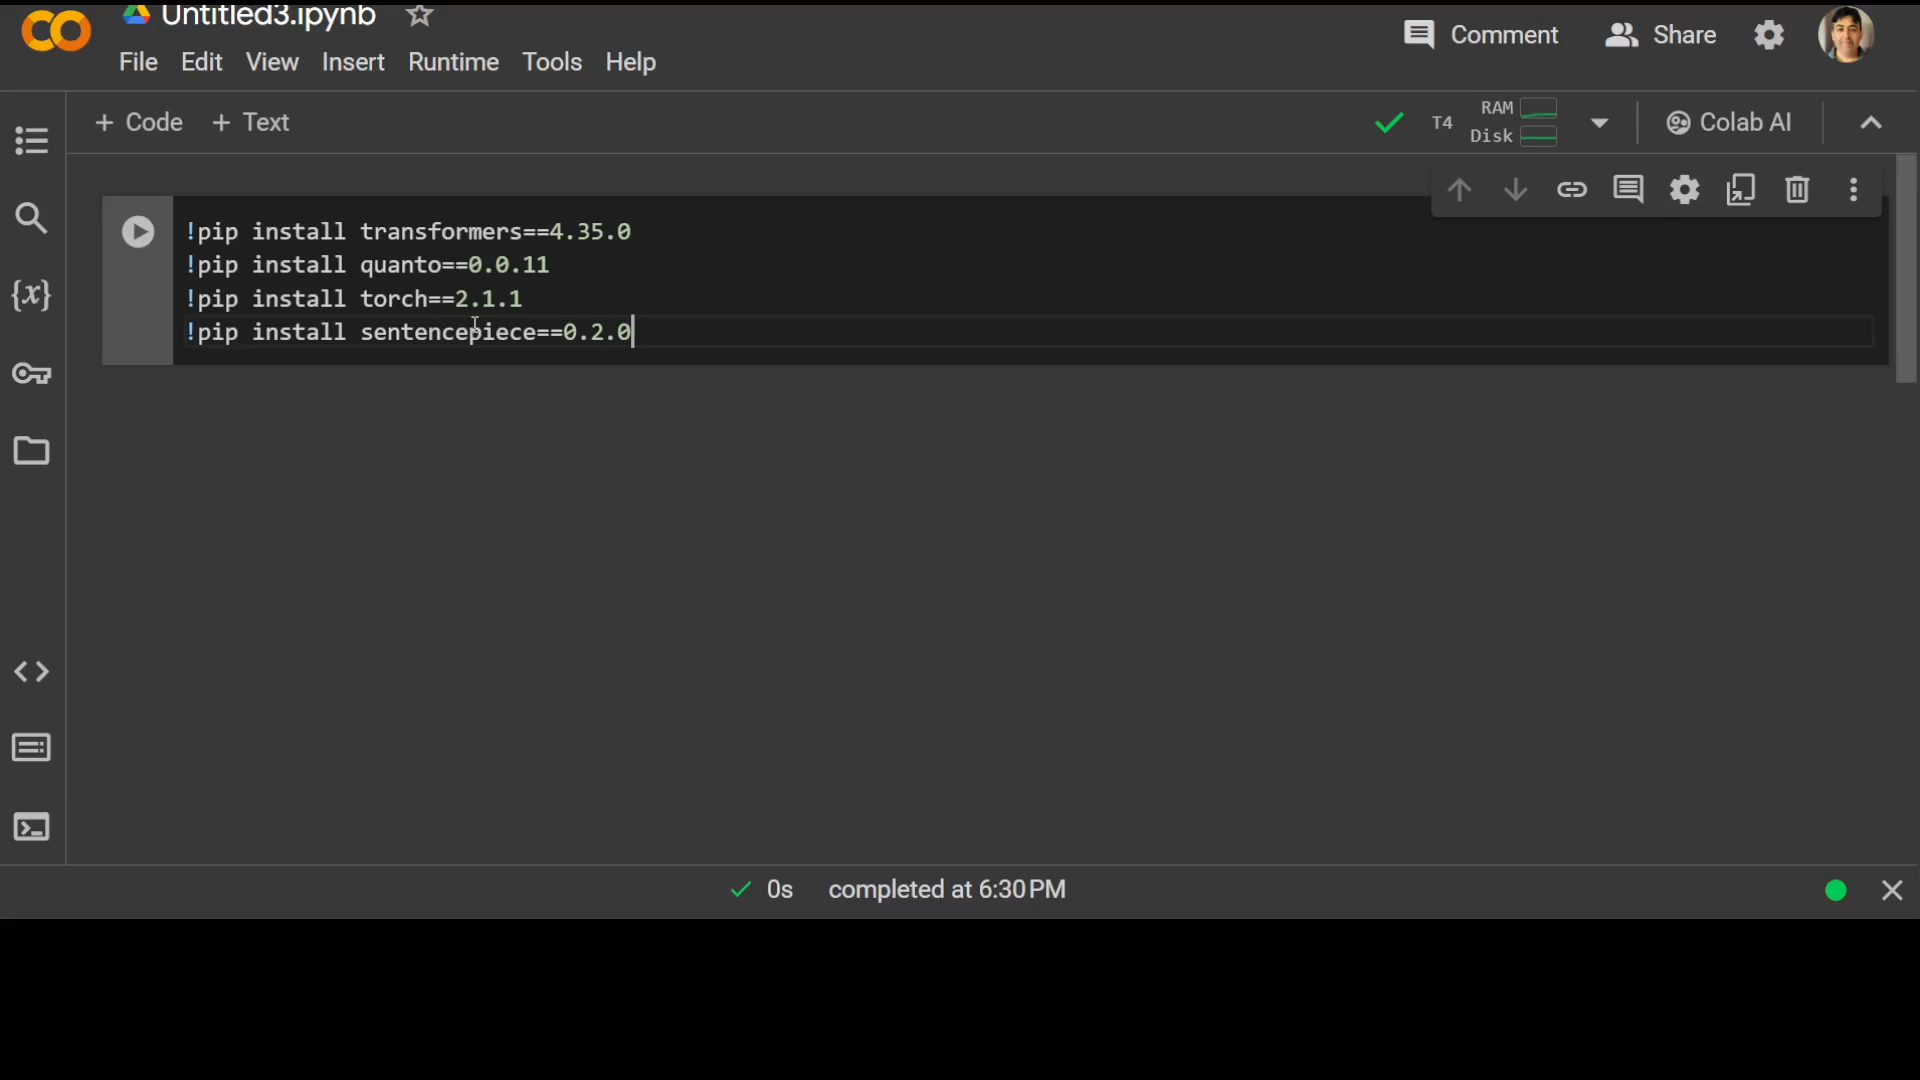 Untitled3.ipynb
File Edit View Insert Runtime Tools Help
Comment Share
+ Code + Text
T4 RAM Disk Colab AI
!pip install transformers==4.35.0
!pip install quanto==0.0.11
!pip install torch==2.1.1
!pip install sentencepiece==0.2.0
0s completed at 6:30 PM